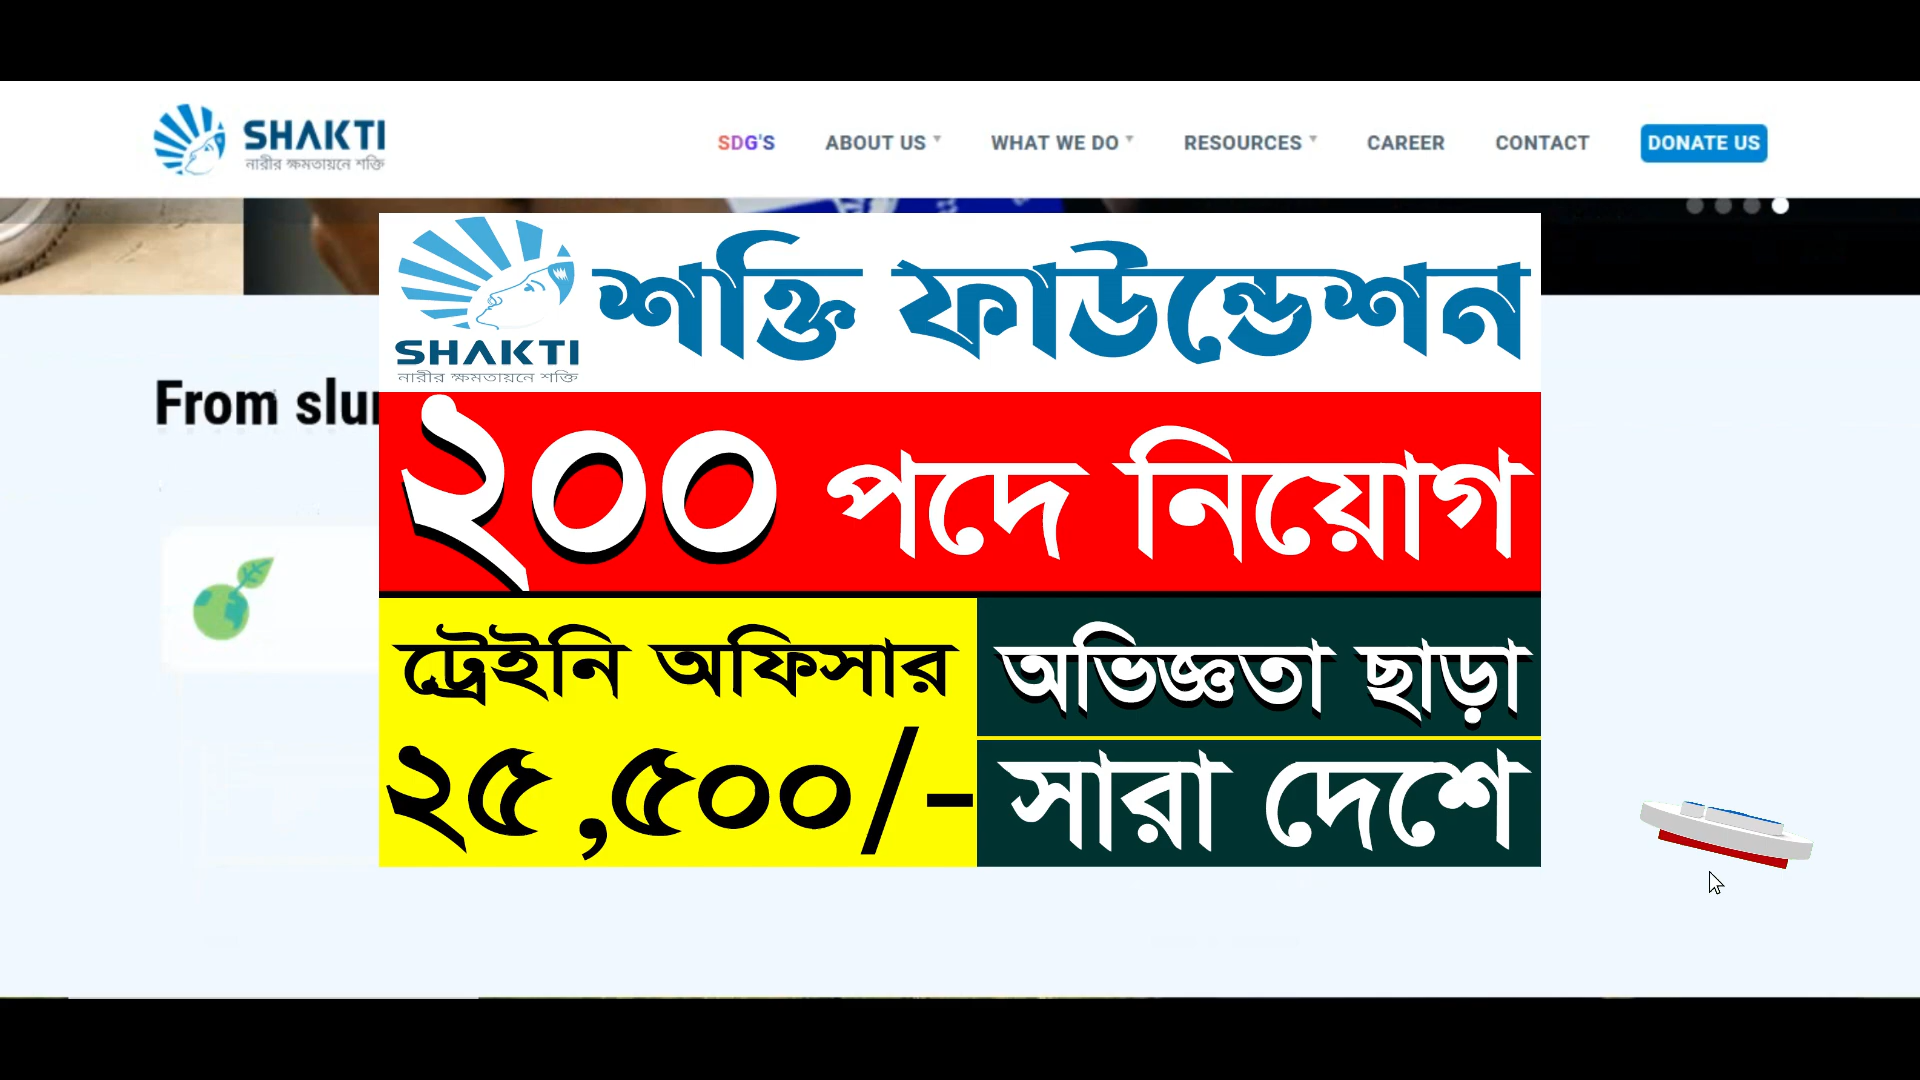 SHAKTI
নারীর ক্ষমতায়নে শক্তি
SDG'S ABOUT US WHAT WE DO RESOURCES CAREER CONTACT DONATE US
শক্তি ফাউন্ডেশন
SHAKTI
নারীর ক্ষমতায়নে শক্তি
From slu
২০০ পদে নিয়োগ
ট্রেইনি অফিসার
২৫,৫০০/-
অভিজ্ঞতা ছাড়া
সারা দেশে